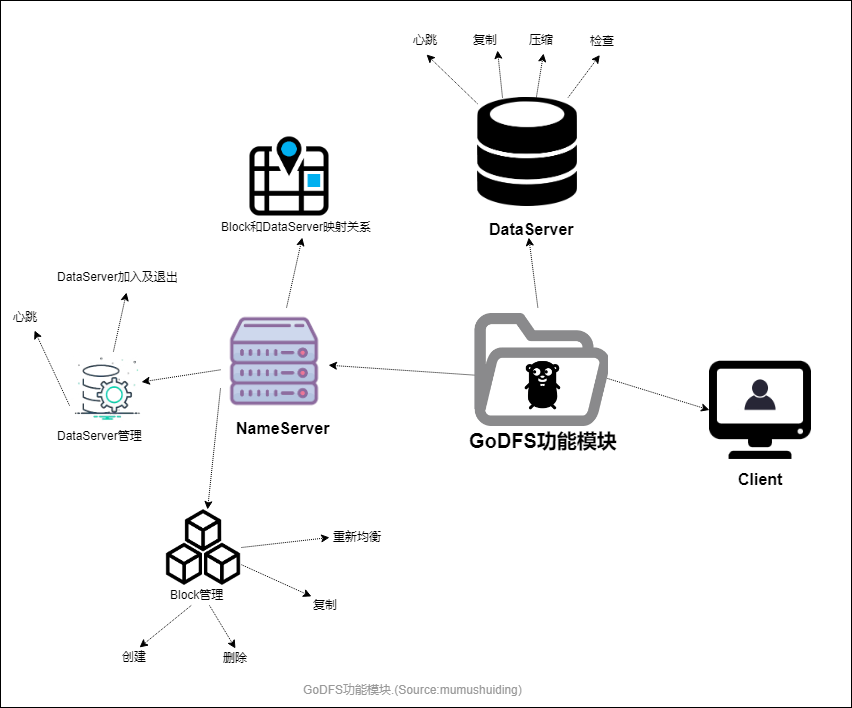 心跳
复制
压缩
检查
DataServer
Block和DataServer映射关系
DataServer加入及退出
心跳
DataServer管理
NameServer
GoDFS功能模块
Client
Block管理
重新均衡
复制
创建
删除
GoDFS功能模块.(Source:mumushuiding)